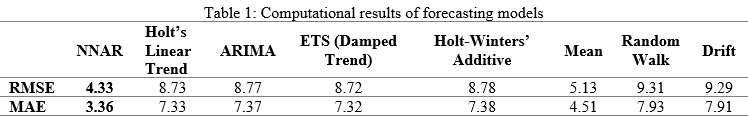 Table 1: Computational results of forecasting models
NNAR Holt’s Linear Trend ARIMA ETS (Damped Trend) Holt-Winters’ Additive Mean Random Walk Drift
RMSE 4.33 8.73 8.77 8.72 8.78 5.13 9.31 9.29
MAE 3.36 7.33 7.37 7.32 7.38 4.51 7.93 7.91